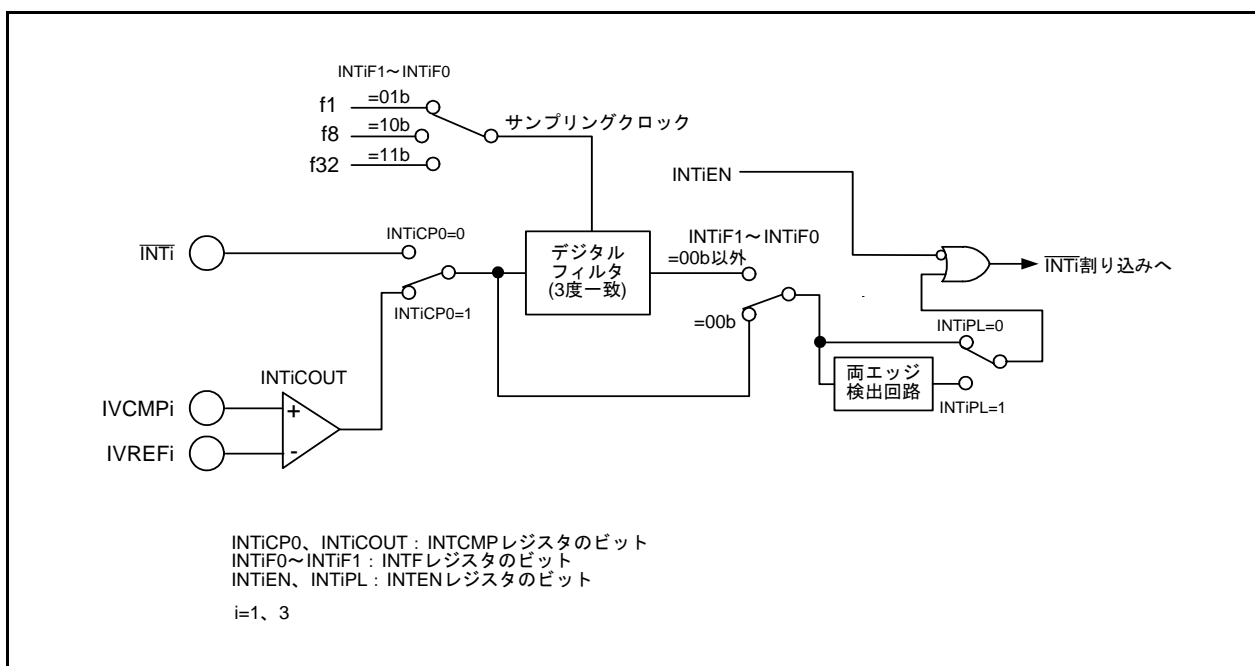 INTiF1～INTiF0
f1
=01b
サンプリングクロック
f8
=10b
f32
=11b
INTiEN
INTi
INTiCP0=0
デジタル
フィルタ
(3度一致)
INTiF1～INTiF0
=00b以外
INTi割り込みへ
INTiCP0=1
=00b
INTiPL=0
両エッジ
検出回路
INTiPL=1
INTiCOUT
IVCMPi
+
IVREFi
-
INTiCP0、INTiCOUT：INTCMPレジスタのビット
INTiF0～INTiF1：INTFレジスタのビット
INTiEN、INTiPL：INTENレジスタのビット
i=1、3